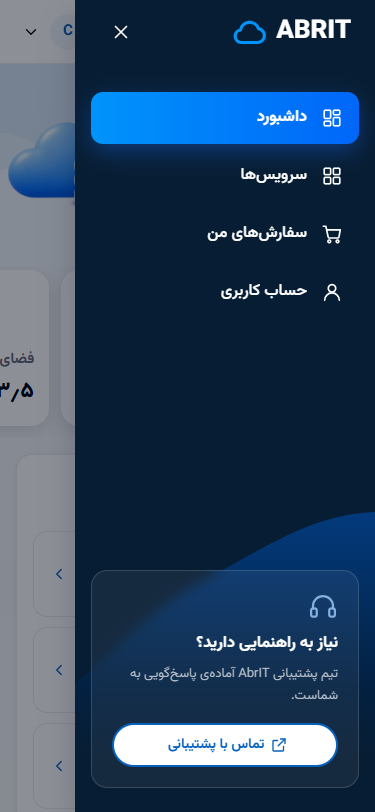 ABRIT
C
داشبورد
سرویس‌ها
سفارش‌های من
حساب کاربری
فضای
۳٫۵
نیاز به راهنمایی دارید؟
تیم پشتیبانی AbrIT آماده‌ی پاسخ‌گویی به
شماست.
تماس با پشتیبانی